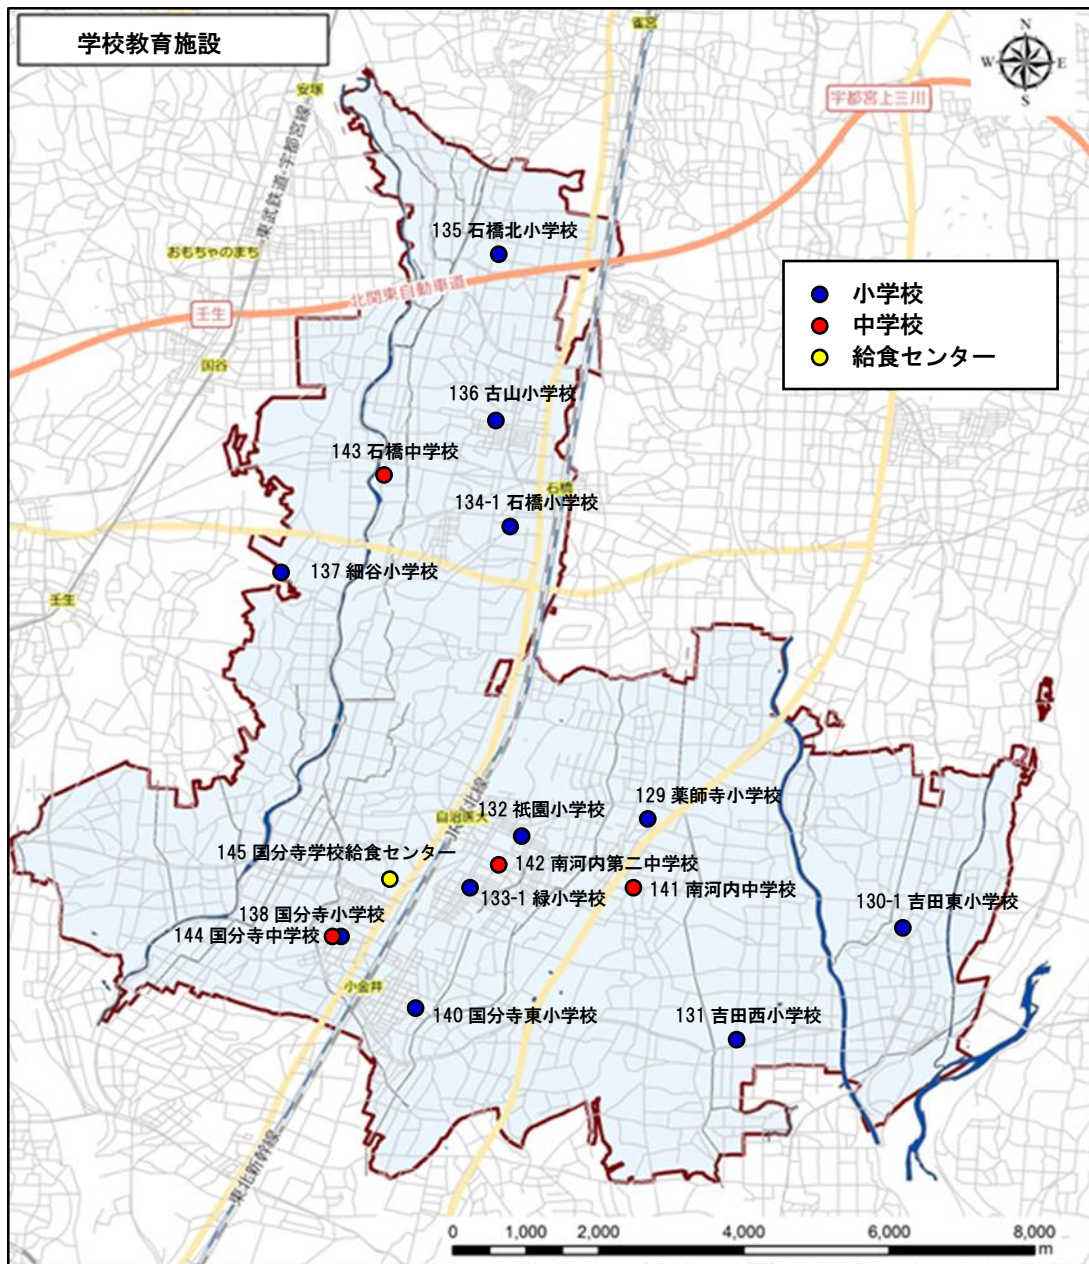 学校教育施設
雀宮
N
W E
S
安塚
宇都宮上三川
東武鉄道・宇都宮線
135 石橋北小学校
おもちゃのまち
北関東自動車道
小学校
中学校
給食センター
壬生
国谷
136 古山小学校
143 石橋中学校
石橋
134-1 石橋小学校
137 細谷小学校
壬生
JR東北線
129 薬師寺小学校
132 祇園小学校
自治医大
145 国分寺学校給食センター
142 南河内第二中学校
133-1 緑小学校
141 南河内中学校
130-1 吉田東小学校
138 国分寺小学校
144 国分寺中学校
小金井
140 国分寺東小学校
131 吉田西小学校
東北新幹線
0 1,000 2,000 4,000 6,000 8,000
m